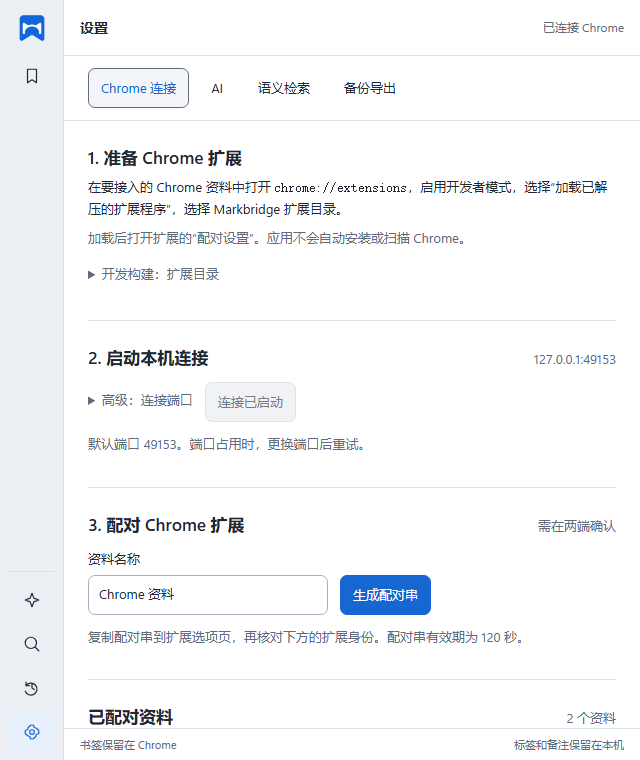 设置
已连接 Chrome
Chrome 连接
AI
语义检索
备份导出
1. 准备 Chrome 扩展
在要接入的 Chrome 资料中打开 chrome://extensions，启用开发者模式，选择“加载已解
压的扩展程序”，选择 Markbridge 扩展目录。
加载后打开扩展的“配对设置”。应用不会自动安装或扫描 Chrome。
开发构建：扩展目录
2. 启动本机连接
127.0.0.1:49153
高级：连接端口
连接已启动
默认端口 49153。端口占用时，更换端口后重试。
3. 配对 Chrome 扩展
需在两端确认
资料名称
Chrome 资料
生成配对串
复制配对串到扩展选项页，再核对下方的扩展身份。配对串有效期为 120 秒。
已配对资料
2 个资料
书签保留在 Chrome
标签和备注保留在本机